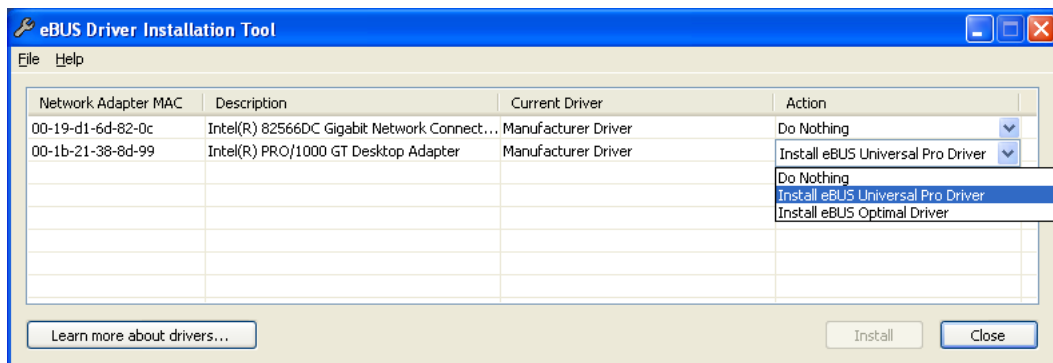 eBUS Driver Installation Tool
File Help
Network Adapter MAC Description Current Driver Action
00-19-d1-6d-82-0c Intel(R) 82566DC Gigabit Network Connect... Manufacturer Driver Do Nothing
00-1b-21-38-8d-99 Intel(R) PRO/1000 GT Desktop Adapter Manufacturer Driver Install eBUS Universal Pro Driver
Do Nothing
Install eBUS Universal Pro Driver
Install eBUS Optimal Driver
Learn more about drivers... Install Close